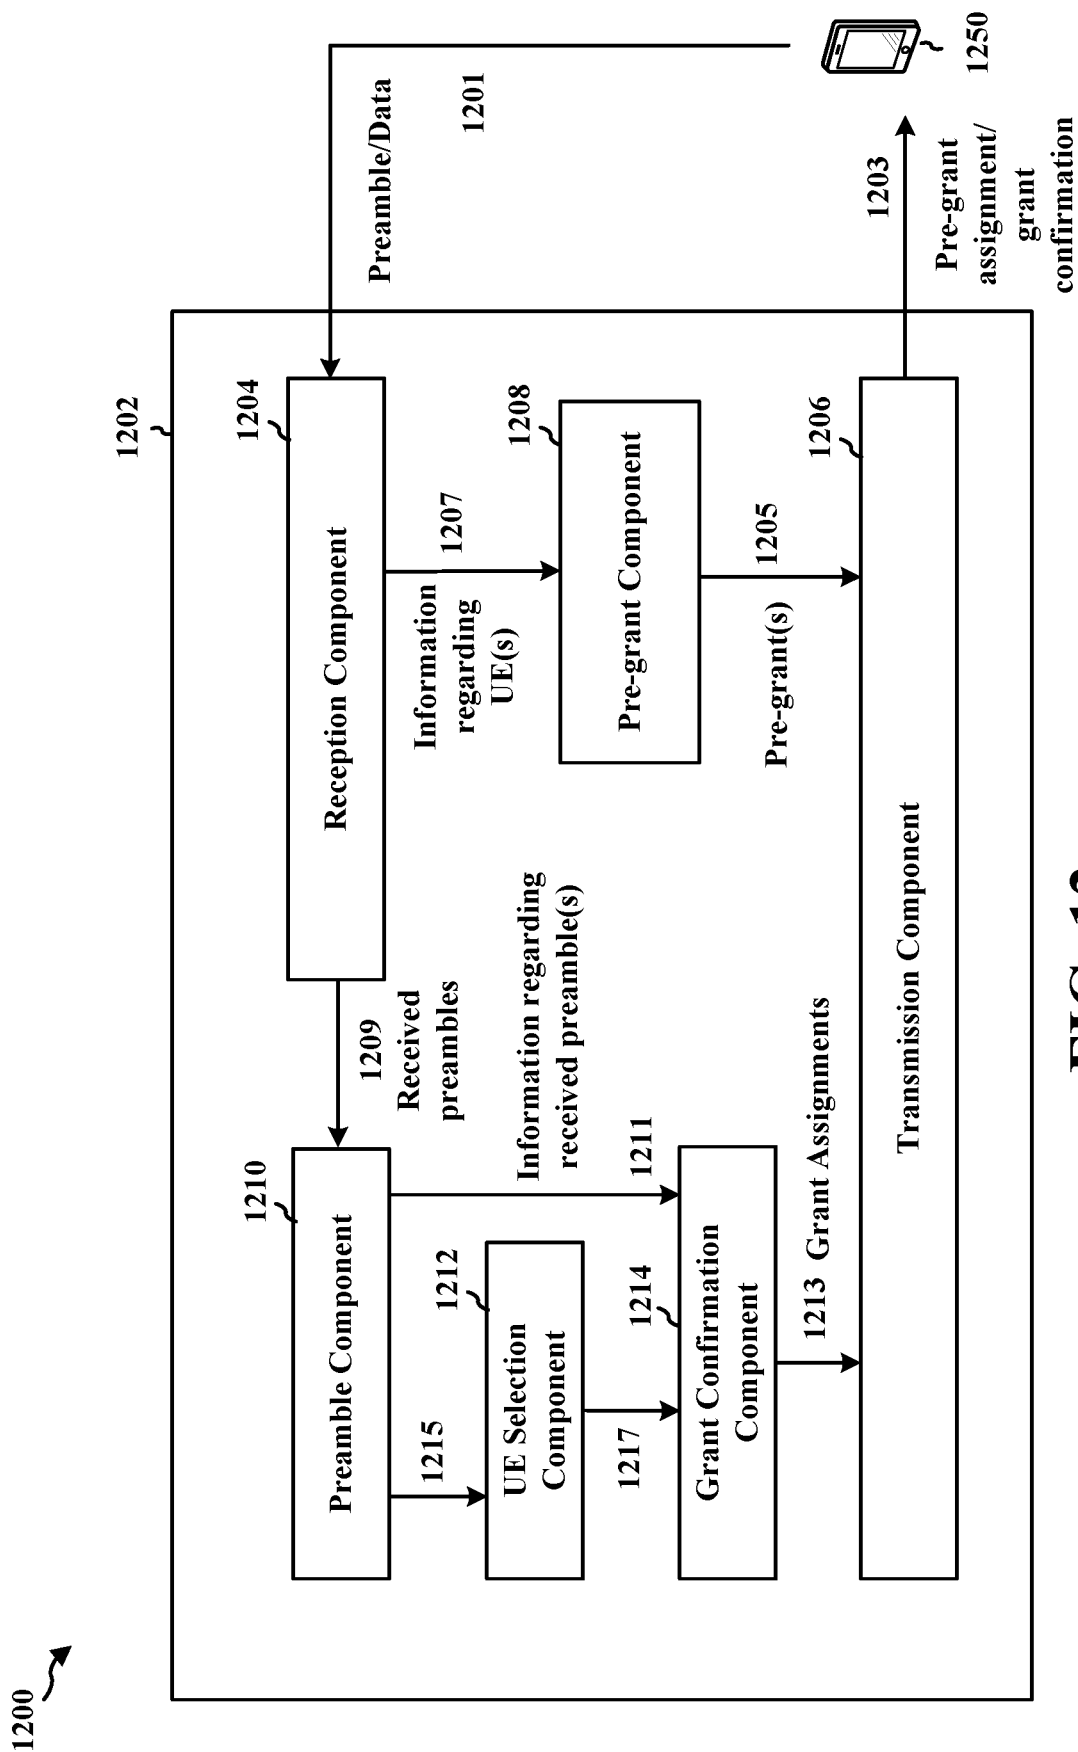 1200
1202
1250
Preamble/Data
1201
1203
Pre-grant
assignment/
grant
confirmation
1204
Reception Component
1207
Information
regarding
UE(s)
1208
Pre-grant Component
1205
Pre-grant(s)
1206
Transmission Component
1209
Received
preambles
1210
Preamble Component
Information regarding
received preamble(s)
1211
1215
1212
UE Selection
Component
1217
1214
Grant Confirmation
Component
1213
Grant Assignments